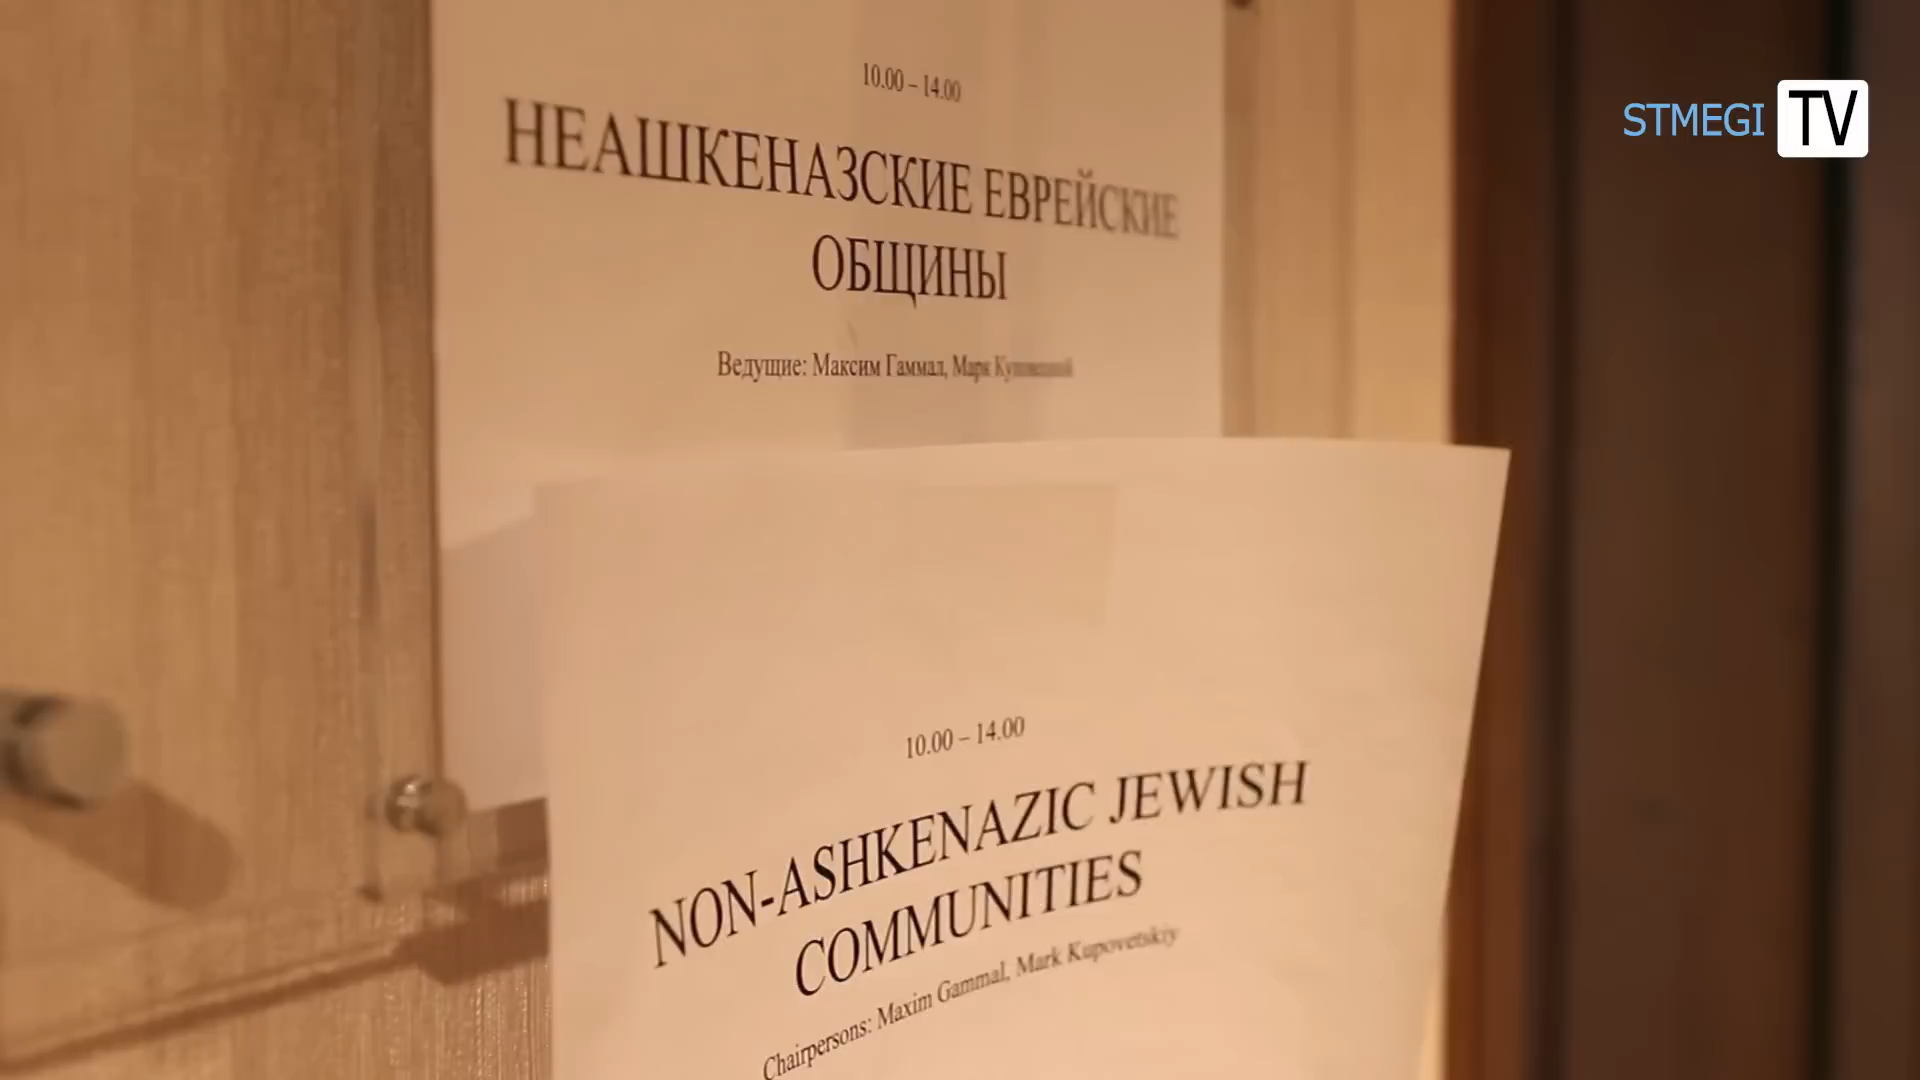 10.00 – 14.00
НЕАШКЕНАЗСКИЕ ЕВРЕЙСКИЕ
ОБЩИНЫ
Ведущие: Максим Гаммал, Марк
STMEGI TV
10.00 – 14.00
NON-ASHKENAZIC JEWISH
COMMUNITIES
Chairpersons: Maxim Gammal, Mark Kupovetskiy